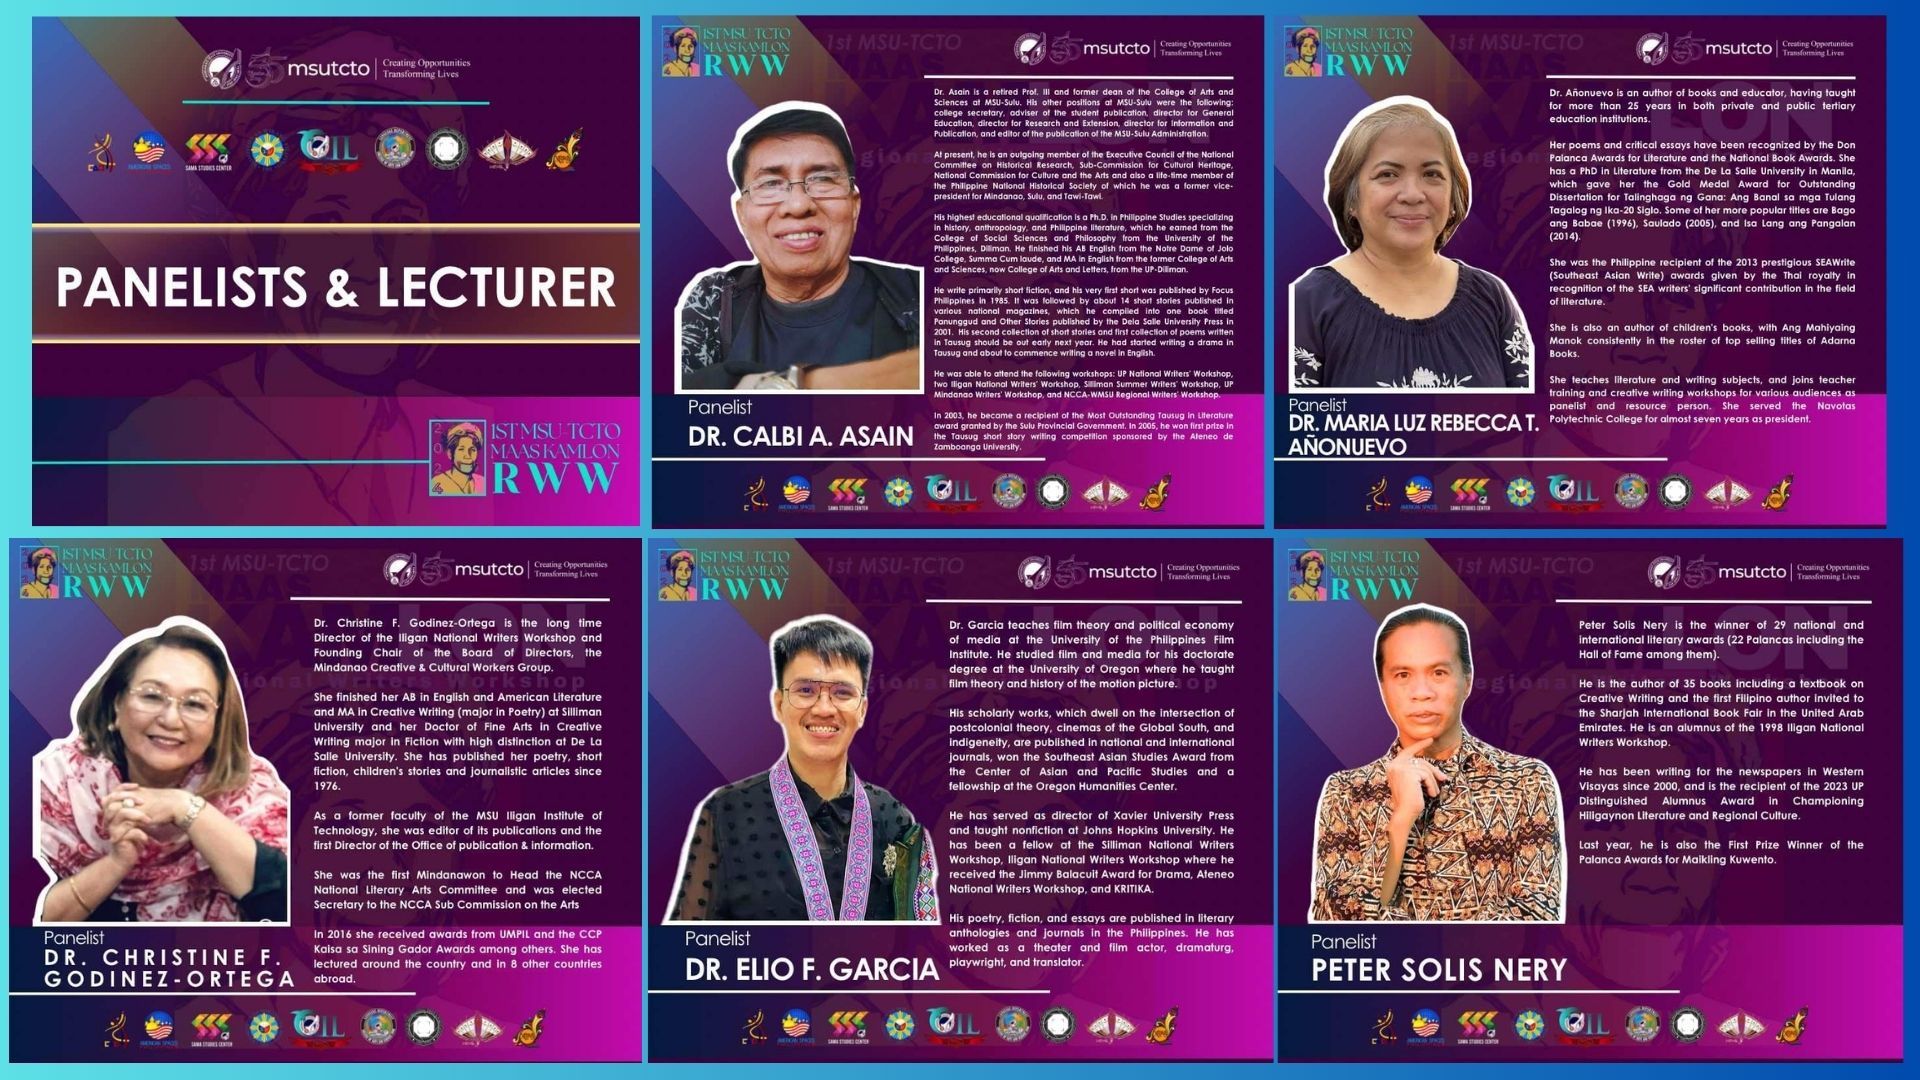 msutcto
Creating Opportunities
Transforming Lives
AMERICAN SPACES
SAMA STUDIES CENTER
PANELISTS & LECTURER
2024
1ST MSU-TCTO
MAAS KAMLON
RWW
1ST MSU-TCTO
MAAS KAMLON
RWW
1st MSU-TCTO
msutcto
Creating Opportunities
Transforming Lives
Dr. Asain is a retired Prof. III and former dean of the College of Arts and
Sciences at MSU-Sulu. His other positions at MSU-Sulu were the following:
college secretary, adviser of the student publication, director for General
Education, director for Research and Extension, director for Information and
Publication, and editor of the publication of the MSU-Sulu Administration.
At present, he is an outgoing member of the Executive Council of the National
Committee on Historical Research, Sub-Commission for Cultural Heritage,
National Commission for Culture and the Arts and also a life-time member of
the Philippine National Historical Society of which he was a former vice-
president for Mindanao, Sulu, and Tawi-Tawi.
His highest educational qualification is a Ph.D. in Philippine Studies specializing
in history, anthropology, and Philippine literature, which he earned from the
College of Social Sciences and Philosophy from the University of the
Philippines, Diliman. He finished his AB English from the Notre Dame of Jolo
College, Summa Cum laude, and MA in English from the former College of Arts
and Sciences, now College of Arts and Letters, from the UP-Diliman.
He write primarily short fiction, and his very first short was published by Focus
Philippines in 1985. It was followed by about 14 short stories published in
various national magazines, which he compiled into one book titled
Panunggud and Other Stories published by the Dela Salle University Press in
2001. His second collection of short stories and first collection of poems written
in Tausug should be out early next year. He had started writing a drama in
Tausug and about to commence writing a novel in English.
He was able to attend the following workshops: UP National Writers' Workshop,
two Iligan National Writers' Workshop, Silliman Summer Writers' Workshop, UP
Mindanao Writers' Workshop, and NCCA-WMSU Regional Writers' Workshop.
In 2003, he became a recipient of the Most Outstanding Tausug in Literature
award granted by the Sulu Provincial Government. In 2005, he won first prize in
the Tausug short story writing competition sponsored by the Ateneo de
Zamboanga University.
Panelist
DR. CALBI A. ASAIN
AMERICAN SPACES
SAMA STUDIES CENTER
1ST MSU-TCTO
MAAS KAMLON
RWW
1st MSU-TCTO
msutcto
Creating Opportunities
Transforming Lives
Dr. Añonuevo is an author of books and educator, having taught
for more than 25 years in both private and public tertiary
education institutions.
Her poems and critical essays have been recognized by the Don
Palanca Awards for Literature and the National Book Awards. She
has a PhD in Literature from the De La Salle University in Manila,
which gave her the Gold Medal Award for Outstanding
Dissertation for Talinghaga ng Gana: Ang Banal sa mga Tulang
Tagalog ng Ika-20 Siglo. Some of her more popular titles are Bago
ang Babae (1996), Saulado (2005), and Isa Lang ang Pangalan
(2014).
She was the Philippine recipient of the 2013 prestigious SEAWrite
(Southeast Asian Write) awards given by the Thai royalty in
recognition of the SEA writers' significant contribution in the field
of literature.
She is also an author of children's books, with Ang Mahiyaing
Manok consistently in the roster of top selling titles of Adarna
Books.
She teaches literature and writing subjects, and joins teacher
training and creative writing workshops for various audiences as
panelist and resource person. She served the Navotas
Polytechnic College for almost seven years as president.
Panelist
DR. MARIA LUZ REBECCA T.
AÑONUEVO
AMERICAN SPACES
SAMA STUDIES CENTER
1ST MSU-TCTO
MAAS KAMLON
RWW
1st MSU-TCTO
msutcto
Creating Opportunities
Transforming Lives
Dr. Christine F. Godinez-Ortega is the long time
Director of the Iligan National Writers Workshop and
Founding Chair of the Board of Directors, the
Mindanao Creative & Cultural Workers Group.
She finished her AB in English and American Literature
and MA in Creative Writing (major in Poetry) at Silliman
University and her Doctor of Fine Arts in Creative
Writing major in Fiction with high distinction at De La
Salle University. She has published her poetry, short
fiction, children's stories and journalistic articles since
1976.
As a former faculty of the MSU Iligan Institute of
Technology, she was editor of its publications and the
first Director of the Office of publication & information.
She was the first Mindanawon to Head the NCCA
National Literary Arts Committee and was elected
Secretary to the NCCA Sub Commission on the Arts
In 2016 she received awards from UMPIL and the CCP
Kalsa sa Sining Gador Awards among others. She has
lectured around the country and in 8 other countries
abroad.
Panelist
DR. CHRISTINE F.
GODINEZ-ORTEGA
AMERICAN SPACES
SAMA STUDIES CENTER
1ST MSU-TCTO
MAAS KAMLON
RWW
1st MSU-TCTO
msutcto
Creating Opportunities
Transforming Lives
Dr. Garcia teaches film theory and political economy
of media at the University of the Philippines Film
Institute. He studied film and media for his doctorate
degree at the University of Oregon where he taught
film theory and history of the motion picture.
His scholarly works, which dwell on the intersection of
postcolonial theory, cinemas of the Global South, and
indigeneity, are published in national and international
journals, won the Southeast Asian Studies Award from
the Center of Asian and Pacific Studies and a
fellowship at the Oregon Humanities Center.
He has served as director of Xavier University Press
and taught nonfiction at Johns Hopkins University. He
has been a fellow at the Silliman National Writers
Workshop, Iligan National Writers Workshop where he
received the Jimmy Balacuit Award for Drama, Ateneo
National Writers Workshop, and KRITIKA.
His poetry, fiction, and essays are published in literary
anthologies and journals in the Philippines. He has
worked as a theater and film actor, dramaturg,
playwright, and translator.
Panelist
DR. ELIO F. GARCIA
AMERICAN SPACES
SAMA STUDIES CENTER
1ST MSU-TCTO
MAAS KAMLON
RWW
1st MSU-TCTO
msutcto
Creating Opportunities
Transforming Lives
Peter Solis Nery is the winner of 29 national and
international literary awards (22 Palancas including the
Hall of Fame among them).
He is the author of 35 books including a textbook on
Creative Writing and the first Filipino author invited to
the Sharjah International Book Fair in the United Arab
Emirates. He is an alumnus of the 1998 Iligan National
Writers Workshop.
He has been writing for the newspapers in Western
Visayas since 2000, and is the recipient of the 2023 UP
Distinguished Alumnus Award in Championing
Hiligaynon Literature and Regional Culture.
Last year, he is also the First Prize Winner of the
Palanca Awards for Maikling Kuwento.
Panelist
PETER SOLIS NERY
AMERICAN SPACES
SAMA STUDIES CENTER